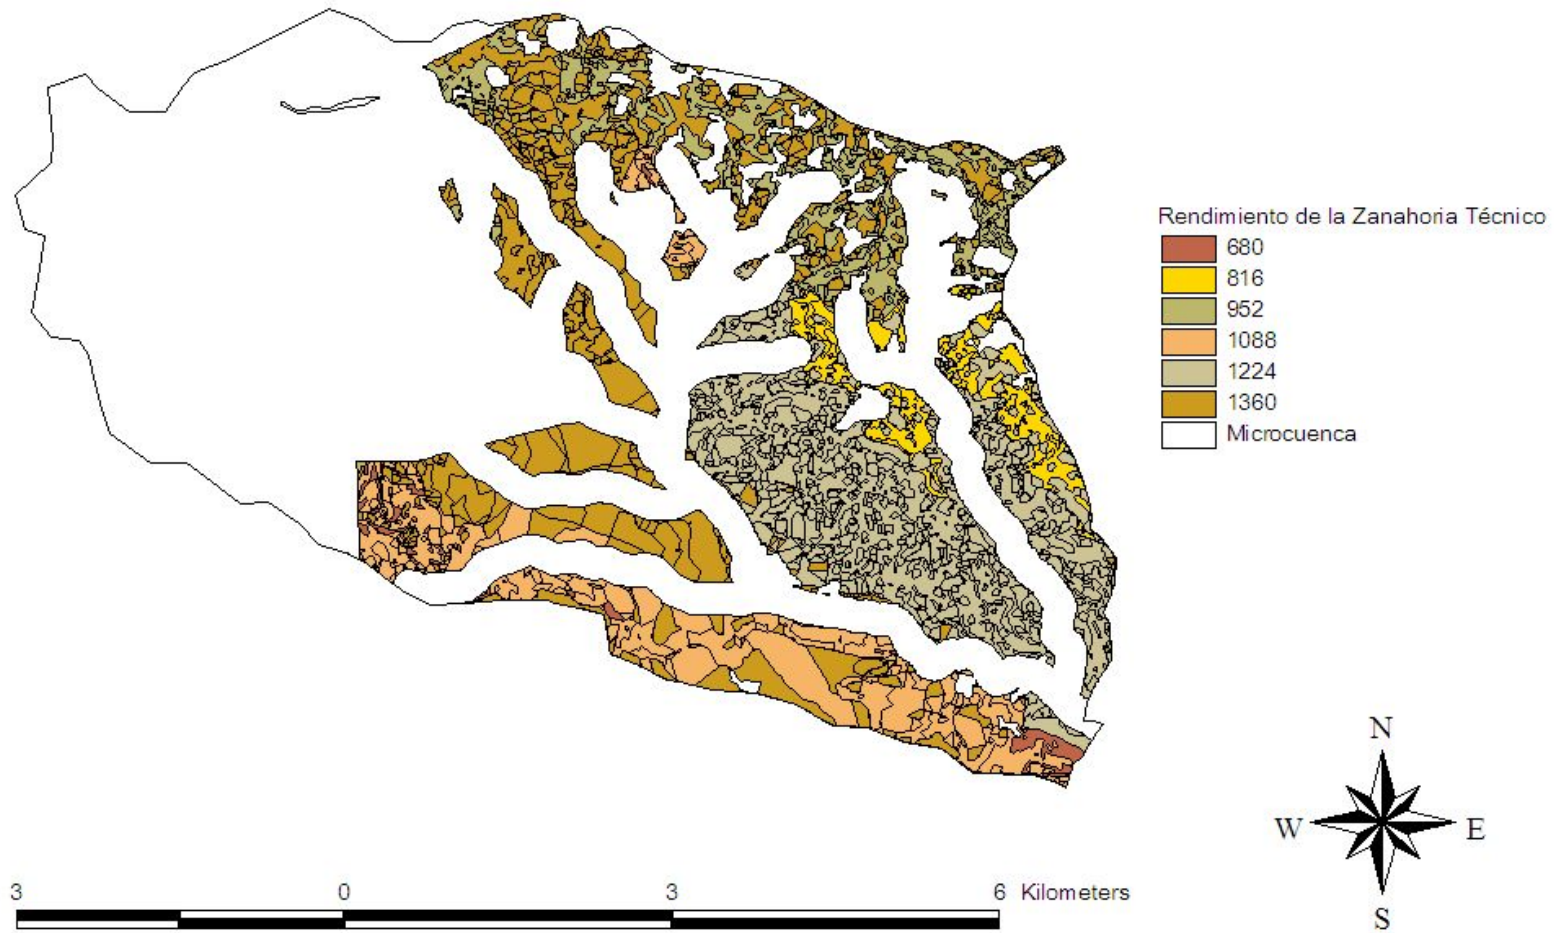 Rendimiento de la Zanahoria Técnico
680
816
952
1088
1224
1360
Microcuenca
N
W E
S
3 0 3 6 Kilometers